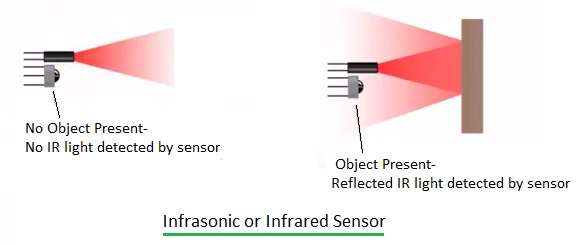 No Object Present-
No IR light detected by sensor
Object Present-
Reflected IR light detected by sensor
Infrasonic or Infrared Sensor